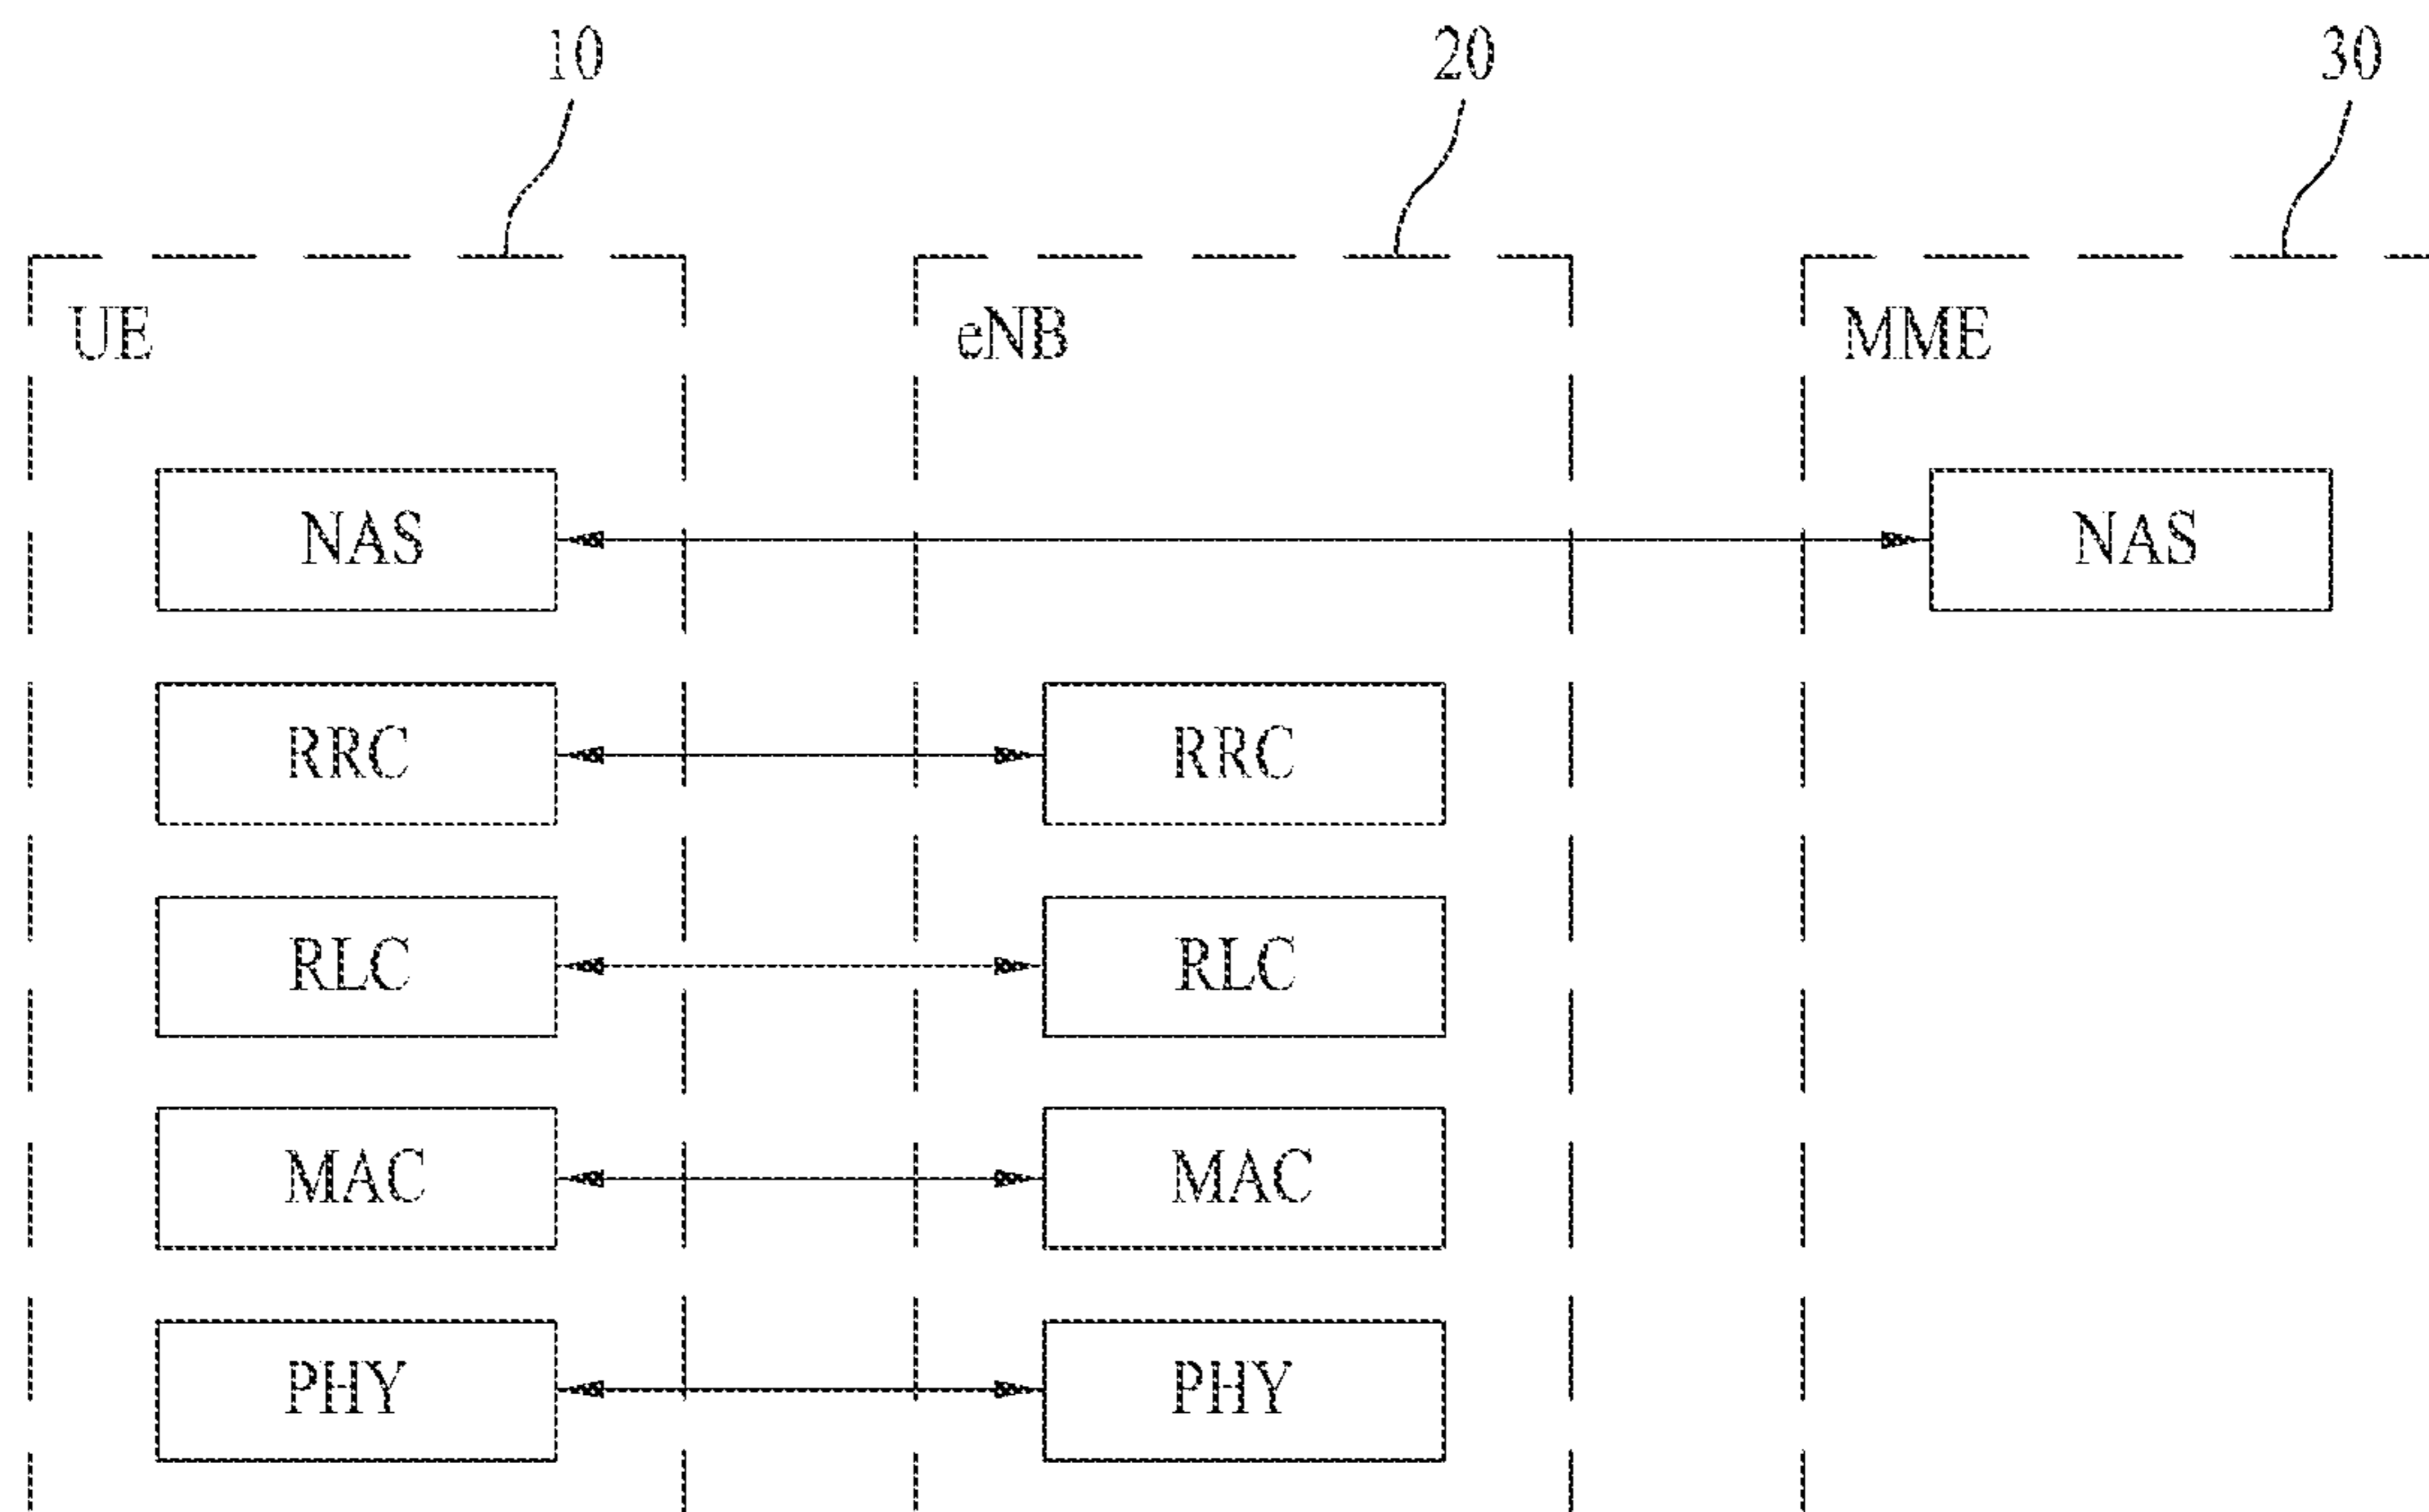 10 20 30
UE eNB MME
NAS NAS
RRC RRC
RLC RLC
MAC MAC
PHY PHY